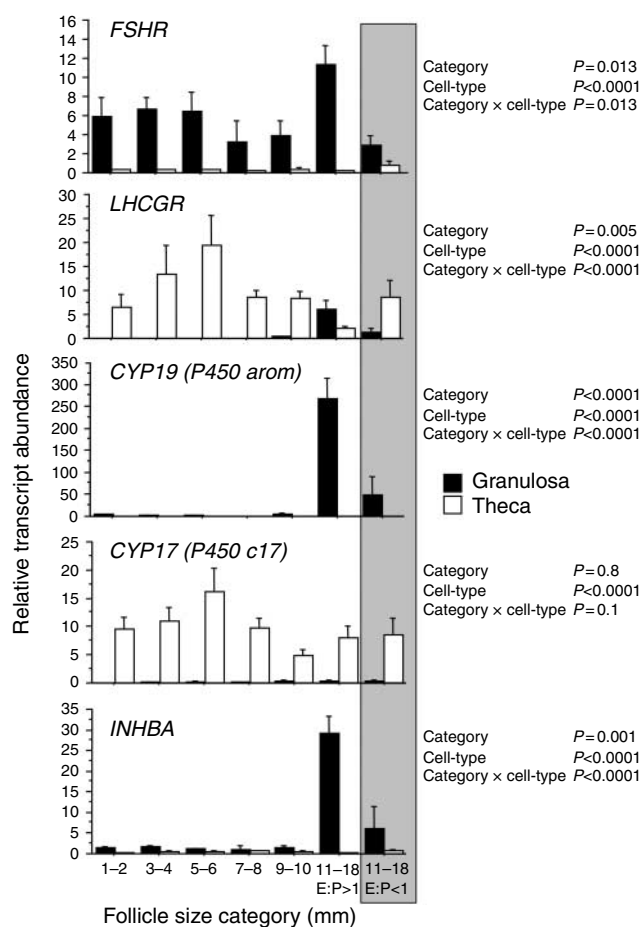 FSHR
16
14
12
10
8
6
4
2
0
Category P=0.013
Cell-type P<0.0001
Category × cell-type P=0.013
LHCGR
30
25
20
15
10
5
0
Category P=0.005
Cell-type P<0.0001
Category × cell-type P<0.0001
CYP19 (P450 arom)
350
300
250
200
150
100
50
0
Category P<0.0001
Cell-type P<0.0001
Category × cell-type P<0.0001
Granulosa
Theca
CYP17 (P450 c17)
25
20
15
10
5
0
Category P=0.8
Cell-type P<0.0001
Category × cell-type P=0.1
INHBA
35
30
25
20
15
10
5
0
Category P=0.001
Cell-type P<0.0001
Category × cell-type P<0.0001
Relative transcript abundance
1–2 3–4 5–6 7–8 9–10 11–18 11–18
E:P>1 E:P<1
Follicle size category (mm)